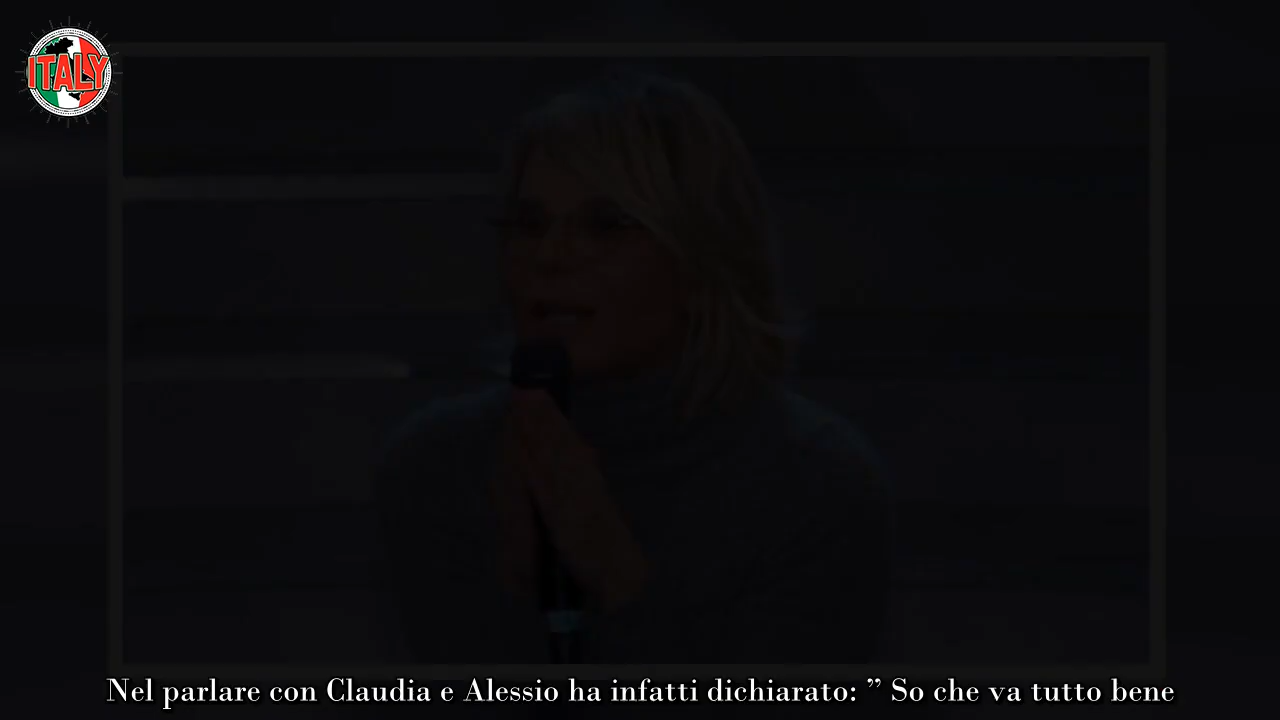 ITALY
Nel parlare con Claudia e Alessio ha infatti dichiarato: ” So che va tutto bene